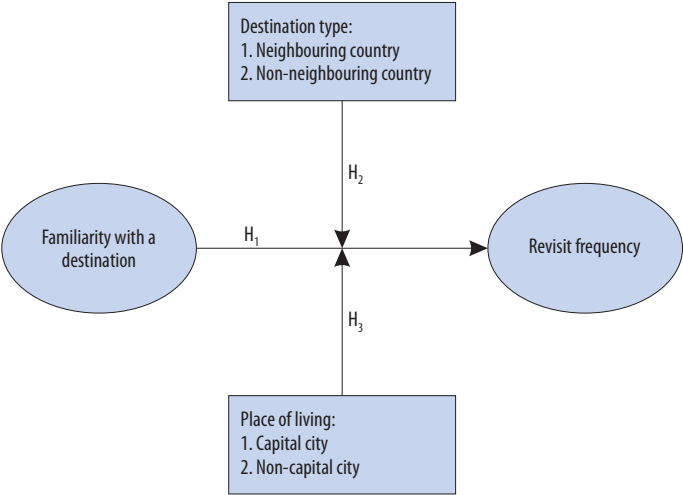 Destination type:
1. Neighbouring country
2. Non-neighbouring country
H2
Familiarity with a
destination
H1
Revisit frequency
H3
Place of living:
1. Capital city
2. Non-capital city